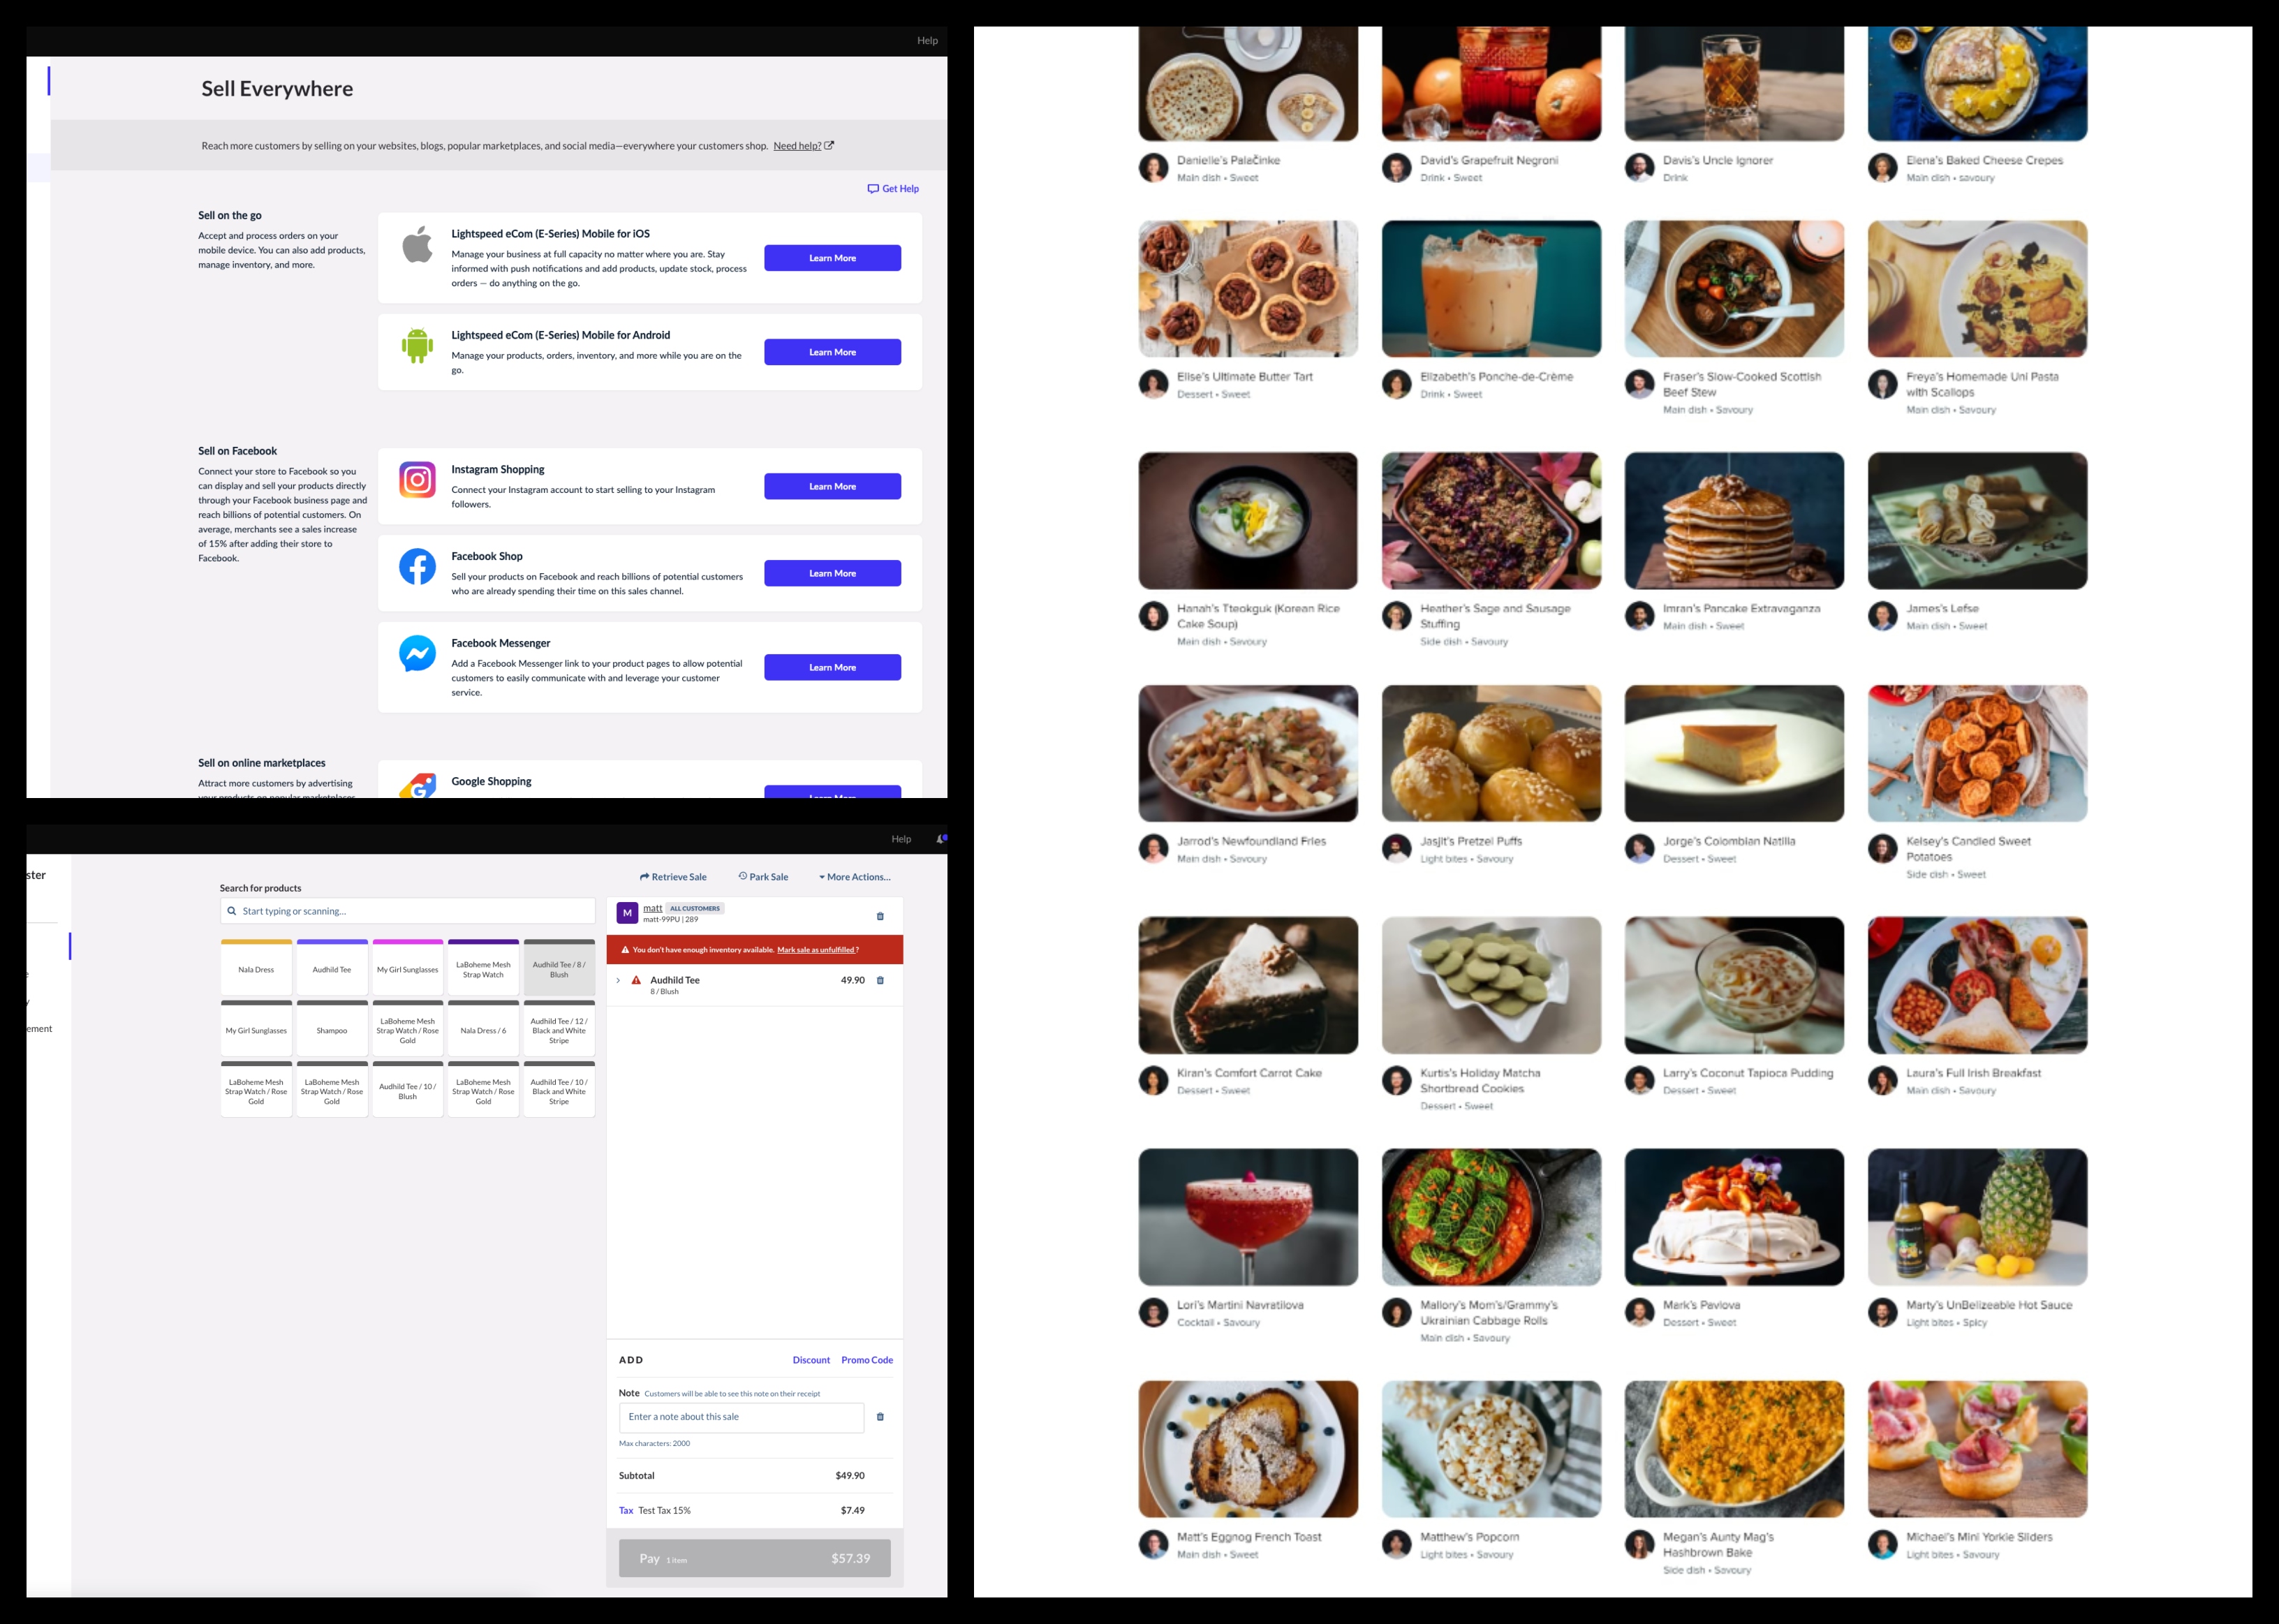 Help
Sell Everywhere
Reach more customers by selling on your websites, blogs, popular marketplaces, and social media—everywhere your customers shop. Need help?
Get Help
Sell on the go
Accept and process orders on your
mobile device. You can also add products,
manage inventory, and more.
Lightspeed eCom (E-Series) Mobile for iOS
Manage your business at full capacity no matter where you are. Stay
informed with push notifications and add products, update stock, process
orders — do anything on the go.
Learn More
Lightspeed eCom (E-Series) Mobile for Android
Manage your products, orders, inventory, and more while you are on the
go.
Learn More
Sell on Facebook
Connect your store to Facebook so you
can display and sell your products directly
through your Facebook business page and
reach billions of potential customers. On
average, merchants see a sales increase
of 15% after adding their store to
Facebook.
Instagram Shopping
Connect your Instagram account to start selling to your Instagram
followers.
Learn More
Facebook Shop
Sell your products on Facebook and reach billions of potential customers
who are already spending their time on this sales channel.
Learn More
Facebook Messenger
Add a Facebook Messenger link to your product pages to allow potential
customers to easily communicate with and leverage your customer
service.
Learn More
Sell on online marketplaces
Attract more customers by advertising
your products on popular marketplaces
Google Shopping
Learn More
Help
ster
ement
Search for products
Start typing or scanning...
Nala Dress
Audhild Tee
My Girl Sunglasses
LaBoheme Mesh
Strap Watch
Audhild Tee / 8 /
Blush
My Girl Sunglasses
Shampoo
LaBoheme Mesh
Strap Watch / Rose
Gold
Nala Dress / 6
Audhild Tee / 12 /
Black and White
Stripe
LaBoheme Mesh
Strap Watch / Rose
Gold
LaBoheme Mesh
Strap Watch / Rose
Gold
Audhild Tee / 10 /
Blush
LaBoheme Mesh
Strap Watch / Rose
Gold
Audhild Tee / 10 /
Black and White
Stripe
Retrieve Sale
Park Sale
More Actions...
M
matt ALL CUSTOMERS
matt-99PU | 289
You don't have enough inventory available. Mark sale as unfulfilled ?
Audhild Tee 49.90
8 / Blush
ADD
Discount
Promo Code
Note Customers will be able to see this note on their receipt
Enter a note about this sale
Max characters: 2000
Subtotal $49.90
Tax Test Tax 15% $7.49
Pay 1 item $57.39
Danielle's Palačinke
Main dish • Sweet
David's Grapefruit Negroni
Drink • Sweet
Davis's Uncle Ignorer
Drink
Elena's Baked Cheese Crepes
Main dish • savoury
Elise's Ultimate Butter Tart
Dessert • Sweet
Elizabeth's Ponche-de-Crème
Drink • Sweet
Fraser's Slow-Cooked Scottish
Beef Stew
Main dish • Savoury
Freya's Homemade Uni Pasta
with Scallops
Main dish • Savoury
Hanah's Tteokguk (Korean Rice
Cake Soup)
Main dish • Savoury
Heather's Sage and Sausage
Stuffing
Side dish • Savoury
Imran's Pancake Extravaganza
Main dish • Sweet
James's Lefse
Main dish • Sweet
Jarrod's Newfoundland Fries
Main dish • Savoury
Jasjit's Pretzel Puffs
Light bites • Savoury
Jorge's Colombian Natilla
Dessert • Sweet
Kelsey's Candied Sweet
Potatoes
Side dish • Sweet
Kiran's Comfort Carrot Cake
Dessert • Sweet
Kurtis's Holiday Matcha
Shortbread Cookies
Dessert • Sweet
Larry's Coconut Tapioca Pudding
Dessert • Sweet
Laura's Full Irish Breakfast
Main dish • Savoury
Lori's Martini Navratilova
Cocktail • Savoury
Mallory's Mom's/Grammy's
Ukrainian Cabbage Rolls
Main dish • Savoury
Mark's Pavlova
Dessert • Sweet
Marty's UnBelizeable Hot Sauce
Light bites • Spicy
Matt's Eggnog French Toast
Main dish • Sweet
Matthew's Popcorn
Light bites • Savoury
Megan's Aunty Mag's
Hashbrown Bake
Side dish • Savoury
Michael's Mini Yorkie Sliders
Light bites • Savoury